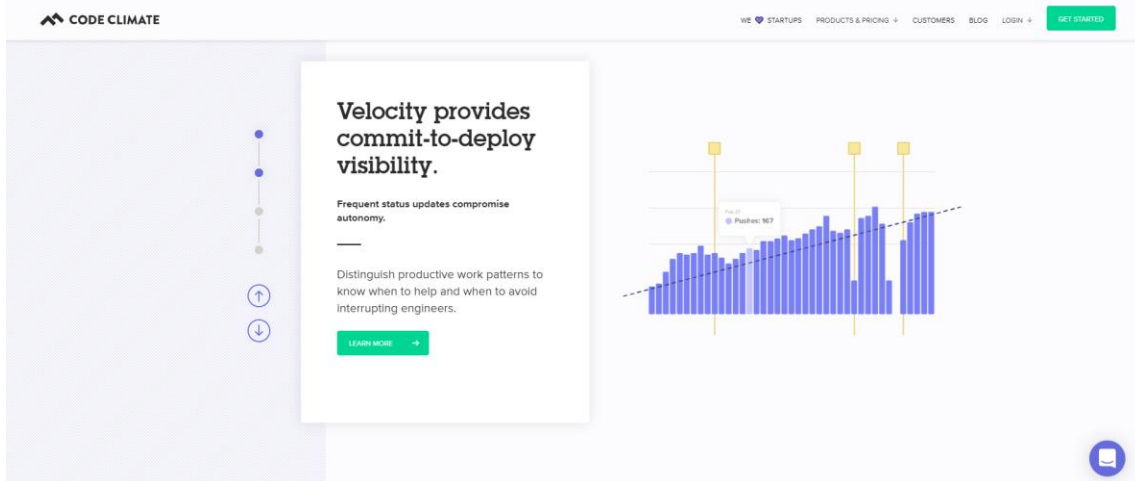 CODE CLIMATE
WE 💜 STARTUPS PRODUCTS & PRICING ↓ CUSTOMERS BLOG LOGIN ↓ GET STARTED
Velocity provides
commit-to-deploy
visibility.
Frequent status updates compromise
autonomy.
Distinguish productive work patterns to
know when to help and when to avoid
interrupting engineers.
LEARN MORE →
Feb 27
Pushes: 167